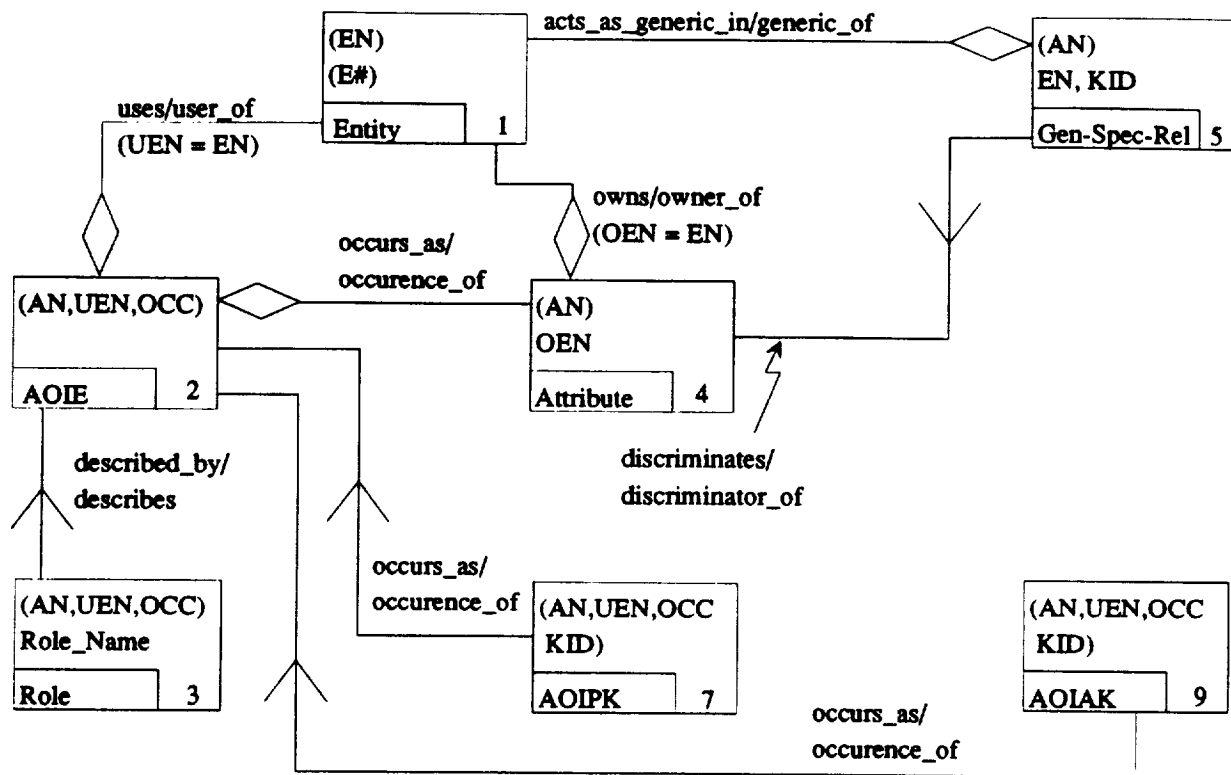 acts_as_generic_in/generic_of
(EN)
(E#)
Entity 1
(AN)
EN, KID
Gen-Spec-Rel 5
uses/user_of
(UEN = EN)
owns/owner_of
(OEN = EN)
occurs_as/
occurence_of
(AN,UEN,OCC)
AOIE 2
(AN)
OEN
Attribute 4
described_by/
describes
discriminates/
discriminator_of
occurs_as/
occurence_of
(AN,UEN,OCC)
Role_Name
Role 3
(AN,UEN,OCC
KID)
AOIPK 7
(AN,UEN,OCC
KID)
AOIAK 9
occurs_as/
occurence_of